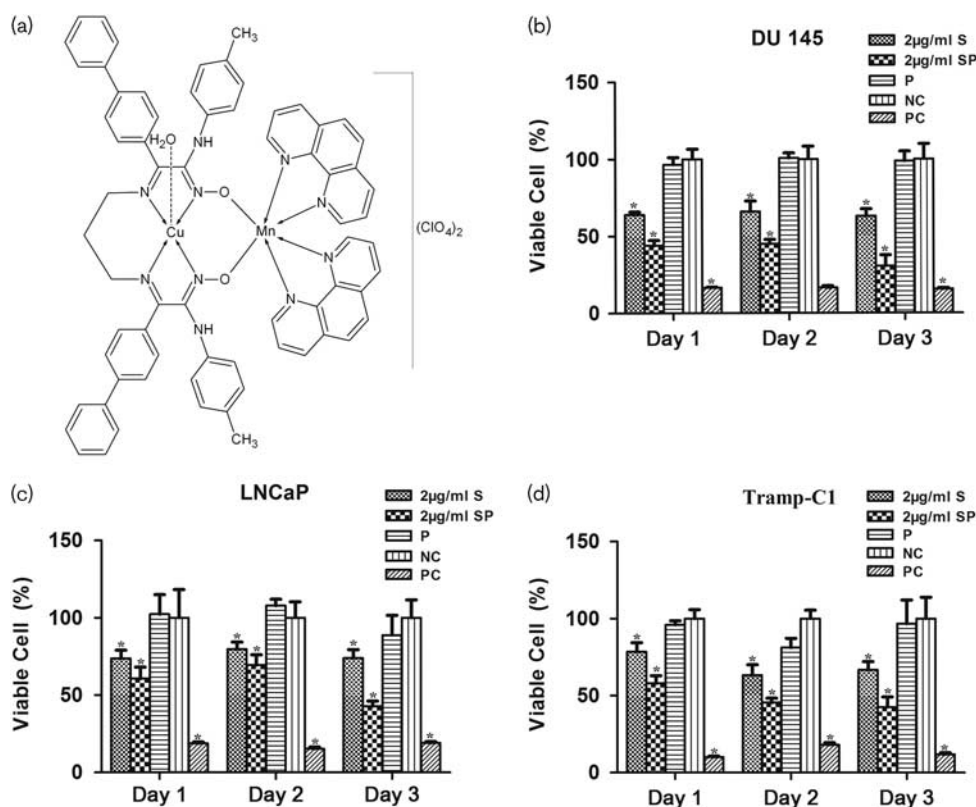 (a)
CH3
NH
H2O
N
N
O
N
N
Cu
Mn
(ClO4)2
N
N
O
N
N
NH
CH3
(b)
DU 145
2µg/ml S
2µg/ml SP
P
NC
PC
Viable Cell (%)
150
100
50
0
* * *
* * 
* * *
Day 1 Day 2 Day 3
(c)
LNCaP
2µg/ml S
2µg/ml SP
P
NC
PC
Viable Cell (%)
150
100
50
0
* * *
* * *
* * *
Day 1 Day 2 Day 3
(d)
Tramp-C1
2µg/ml S
2µg/ml SP
P
NC
PC
Viable Cell (%)
150
100
50
0
* * *
* * *
* * *
Day 1 Day 2 Day 3